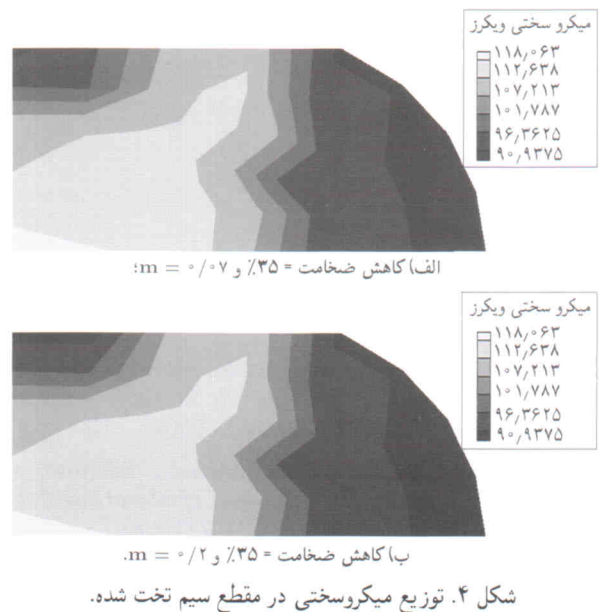 میکرو سختی ویکرز
۱۱۸٫۰۶۳
۱۱۲٫۶۳۸
۱۰۷٫۲۱۳
۱۰۱٫۷۸۷
۹۶٫۳۶۲۵
۹۰٫۹۳۷۵
الف) کاهش ضخامت = ۳۵٪ و m = ۰/۰۷؛
میکرو سختی ویکرز
۱۱۸٫۰۶۳
۱۱۲٫۶۳۸
۱۰۷٫۲۱۳
۱۰۱٫۷۸۷
۹۶٫۳۶۲۵
۹۰٫۹۳۷۵
ب) کاهش ضخامت = ۳۵٪ و m = ۰/۲.
شکل ۴. توزیع میکروسختی در مقطع سیم تخت شده.